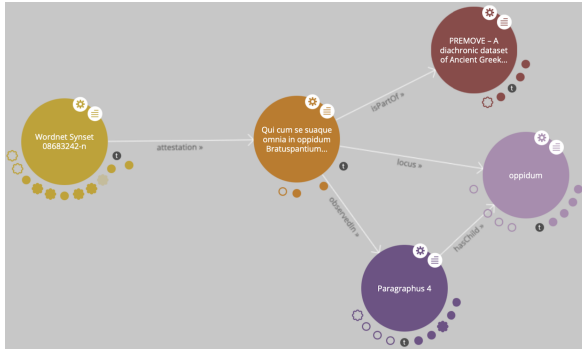 PREMOVE – A
diachronic dataset
of Ancient Greek...
isPartOf »
Wordnet Synset
08683242-n
attestation »
Qui cum se suaque
omnia in oppidum
Bratuspantium...
locus »
oppidum
observedIn »
hasChild »
Paragraphus 4